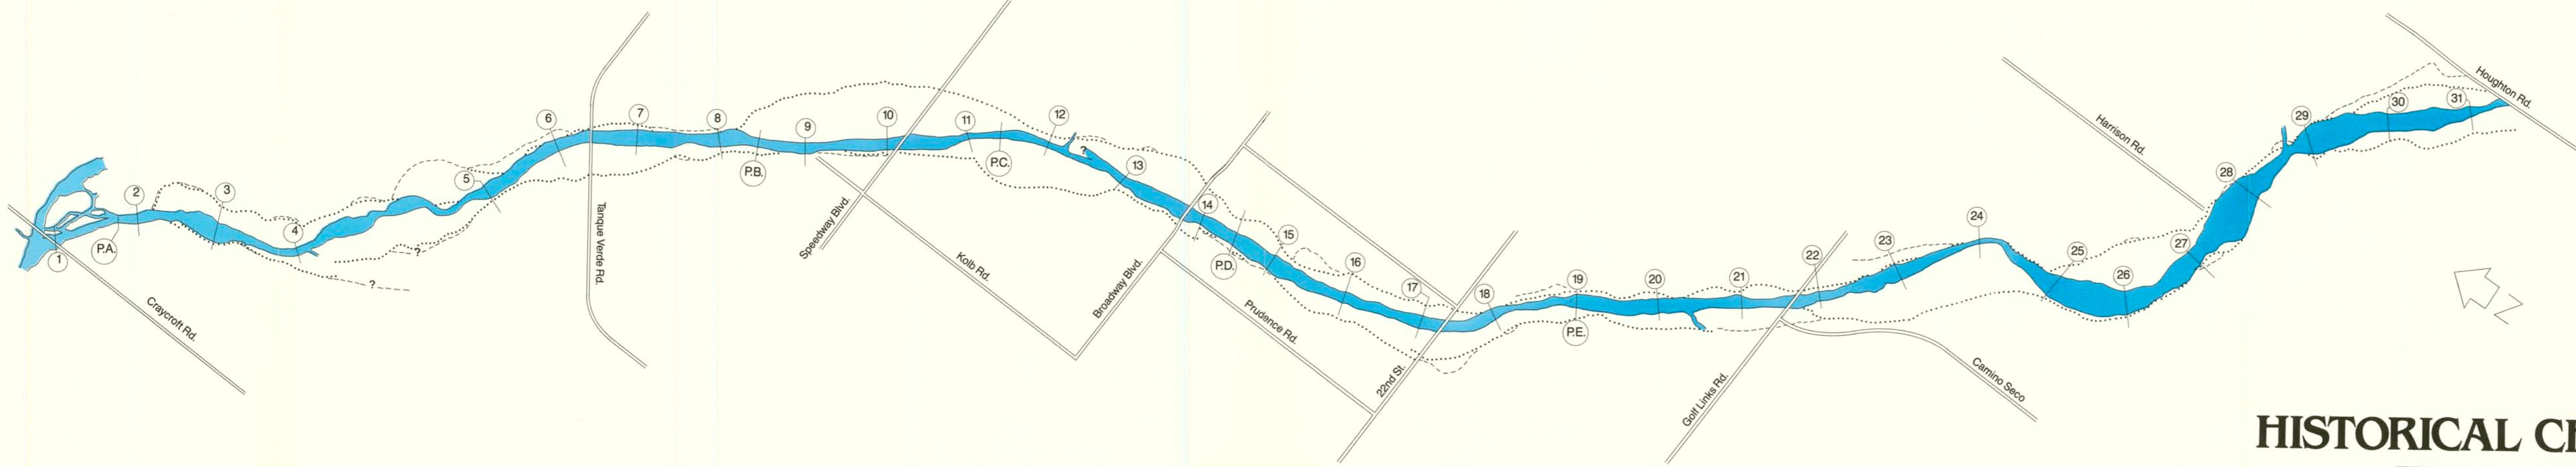 1
P.A.
2
3
4
5
6
7
8
P.B.
9
10
11
P.C.
12
?
13
14
P.D.
15
16
17
18
19
P.E.
20
21
22
23
24
25
26
27
28
29
30
31
?
?
Craycroft Rd.
Tanque Verde Rd.
Speedway Blvd.
Kolb Rd.
Broadway Blvd.
Prudence Rd.
22nd St.
Golf Links Rd.
Camino Seco
Harrison Rd.
Houghton Rd.
N
HISTORICAL